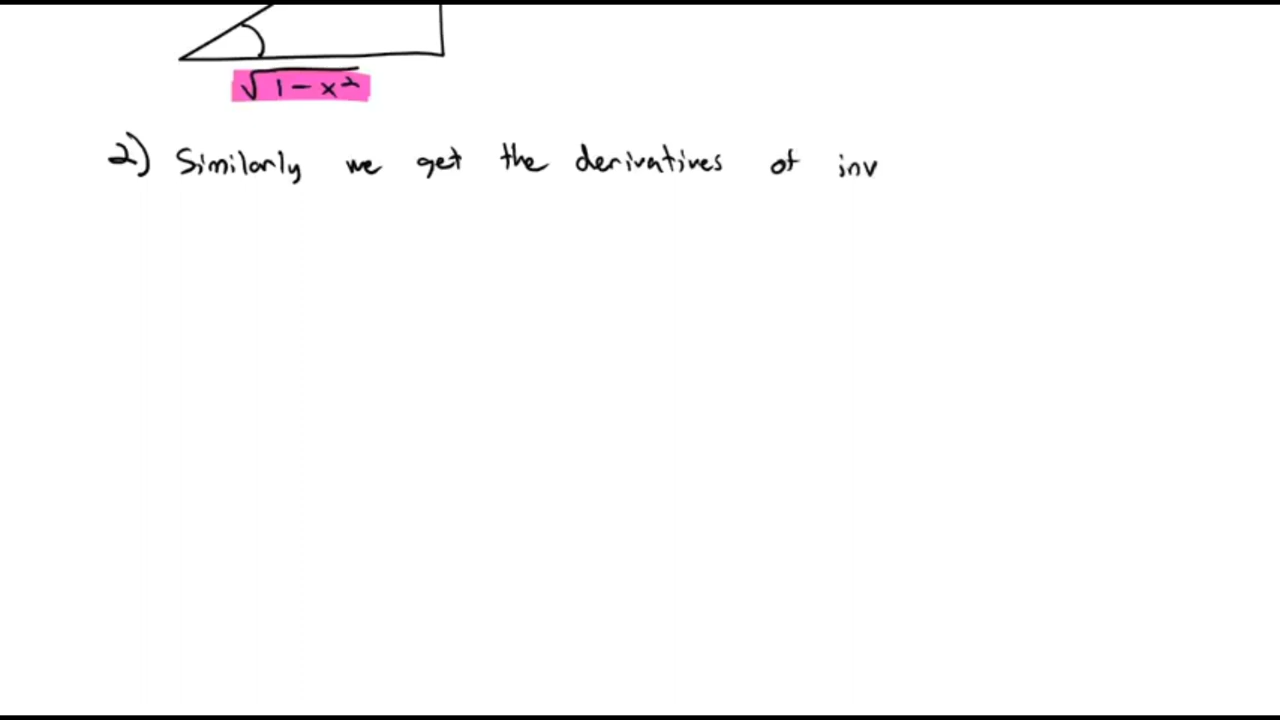 √1-x²
2) Similarly we get the derivatives of inv